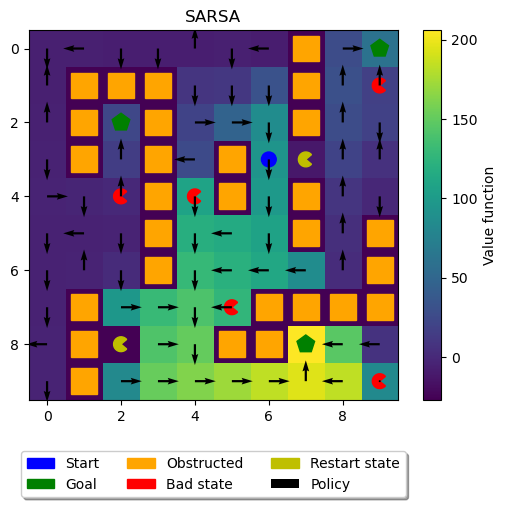 SARSA
0
2
4
6
8
0
2
4
6
8
200
150
100
50
0
Value function
Start
Obstructed
Restart state
Goal
Bad state
Policy